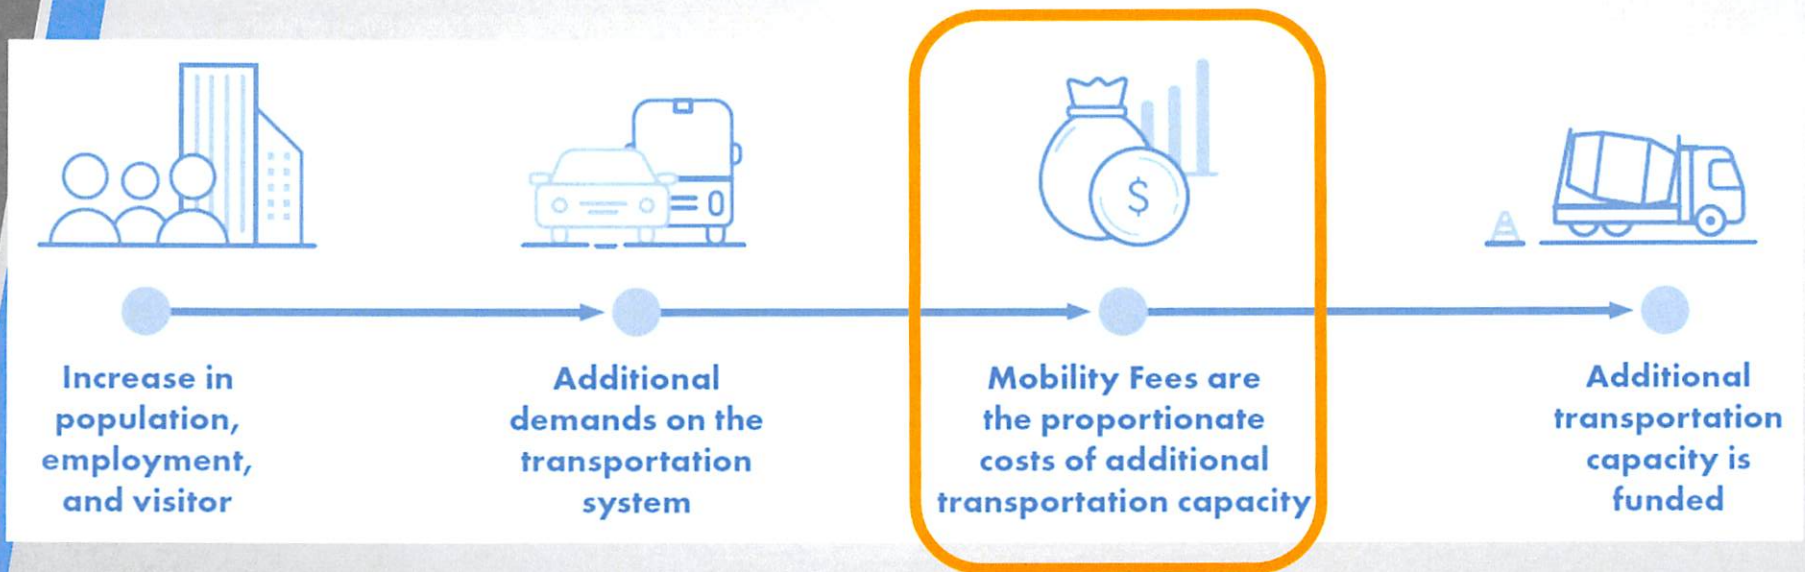 $
Increase in
population,
employment,
and visitor
Additional
demands on the
transportation
system
Mobility Fees are
the proportionate
costs of additional
transportation capacity
Additional
transportation
capacity is
funded